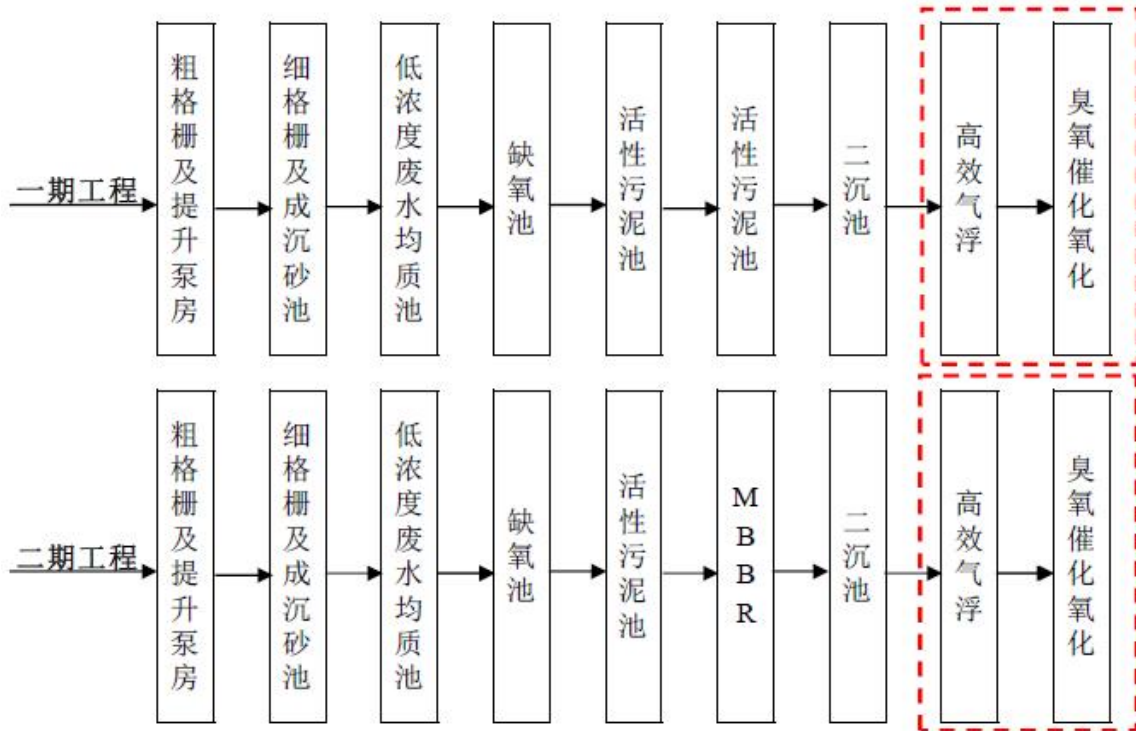 一期工程
粗格栅及提升泵房
细格栅及成沉砂池
低浓度废水均质池
缺氧池
活性污泥池
活性污泥池
二沉池
高效气浮
臭氧催化氧化
二期工程
粗格栅及提升泵房
细格栅及成沉砂池
低浓度废水均质池
缺氧池
活性污泥池
MBBR
二沉池
高效气浮
臭氧催化氧化